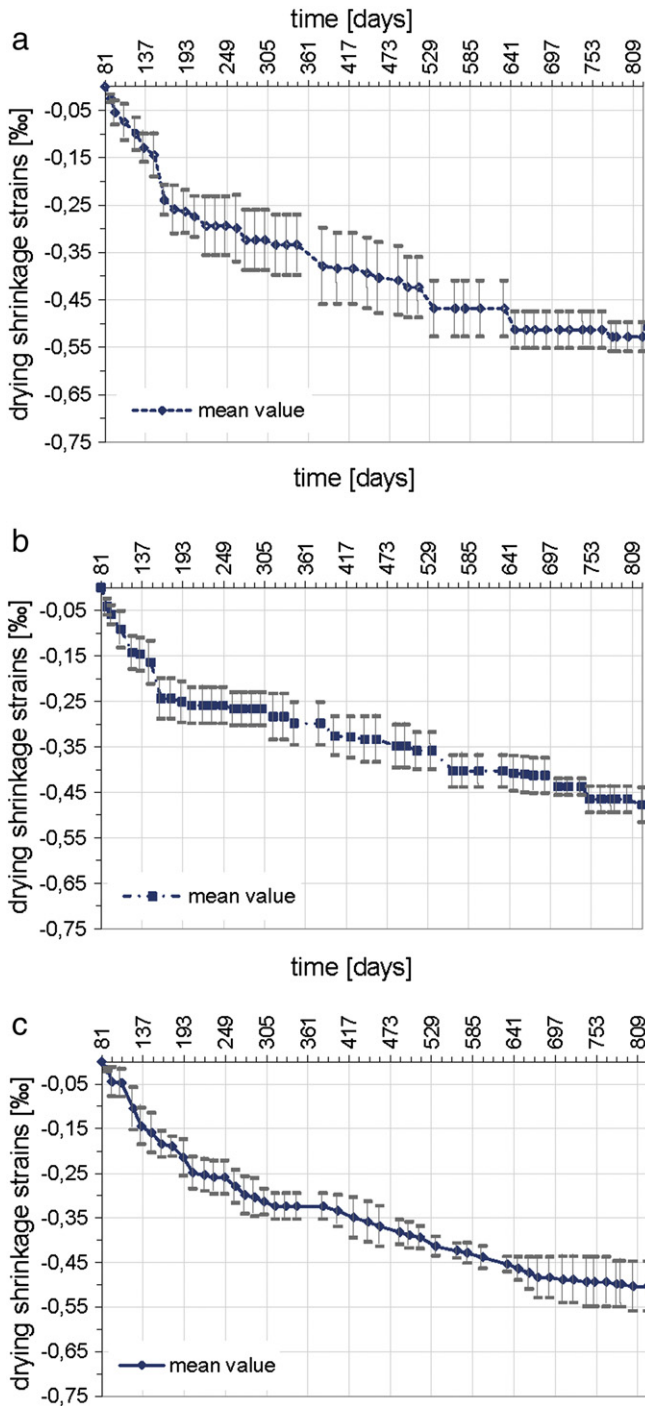 a
time [days]
81 137 193 249 305 361 417 473 529 585 641 697 753 809
drying shrinkage strains [‰]
-0,05
-0,15
-0,25
-0,35
-0,45
-0,55
-0,65
-0,75
mean value
b
time [days]
81 137 193 249 305 361 417 473 529 585 641 697 753 809
drying shrinkage strains [‰]
-0,05
-0,15
-0,25
-0,35
-0,45
-0,55
-0,65
-0,75
mean value
c
time [days]
81 137 193 249 305 361 417 473 529 585 641 697 753 809
drying shrinkage strains [‰]
-0,05
-0,15
-0,25
-0,35
-0,45
-0,55
-0,65
-0,75
mean value